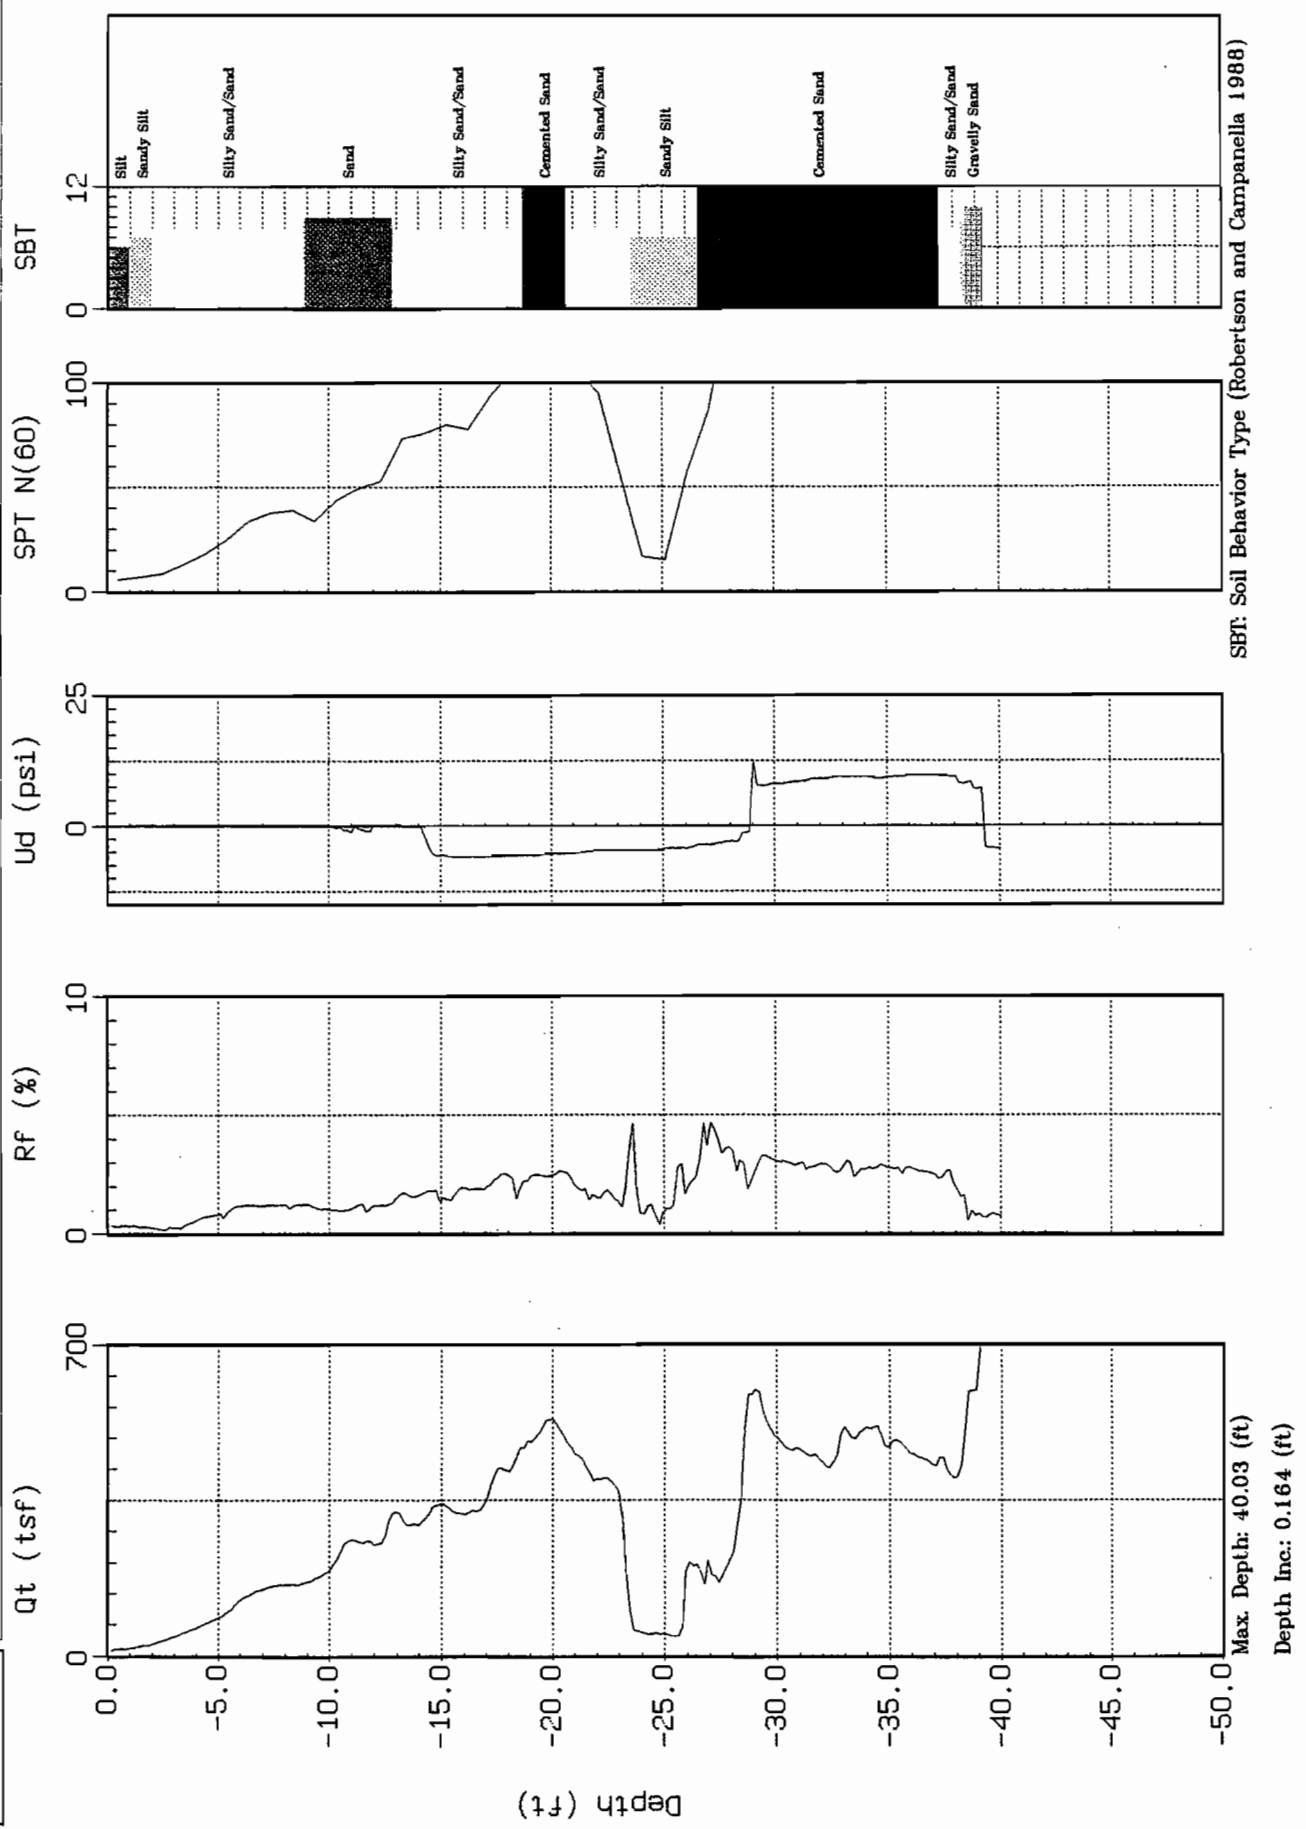 Qt (tsf)
Rf (%)
Ud (psi)
SPT N(60)
SBT
0
700
0
10
0
25
0
100
0
12
0.0
-5.0
-10.0
-15.0
-20.0
-25.0
-30.0
-35.0
-40.0
-45.0
-50.0
Depth (ft)
Silt
Sandy Silt
Silty Sand/Sand
Sand
Silty Sand/Sand
Cemented Sand
Silty Sand/Sand
Sandy Silt
Cemented Sand
Silty Sand/Sand
Gravelly Sand
Max. Depth: 40.03 (ft)
Depth Inc.: 0.164 (ft)
SBT: Soil Behavior Type (Robertson and Campanella 1988)